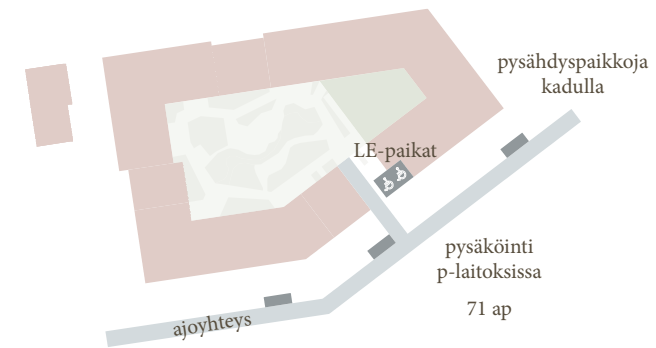 pysähdyspaikkoja
kadulla
LE-paikat
pysäköinti
p-laitoksissa
71 ap
ajoyhteys